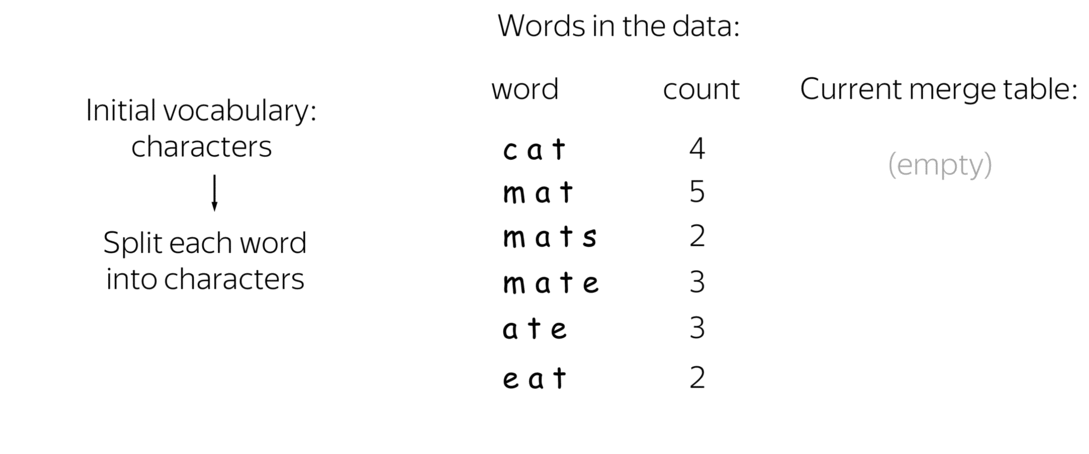 Words in the data:
word count Current merge table:
Initial vocabulary:
characters
Split each word
into characters
c a t 4
m a t 5
m a t s 2
m a t e 3
a t e 3
e a t 2
(empty)